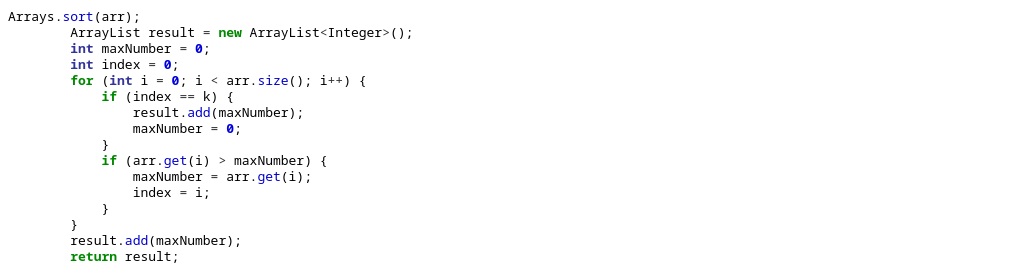 Arrays.sort(arr);
        ArrayList result = new ArrayList<Integer>();
        int maxNumber = 0;
        int index = 0;
        for (int i = 0; i < arr.size(); i++) {
            if (index == k) {
                result.add(maxNumber);
                maxNumber = 0;
            }
            if (arr.get(i) > maxNumber) {
                maxNumber = arr.get(i);
                index = i;
            }
        }
        result.add(maxNumber);
        return result;